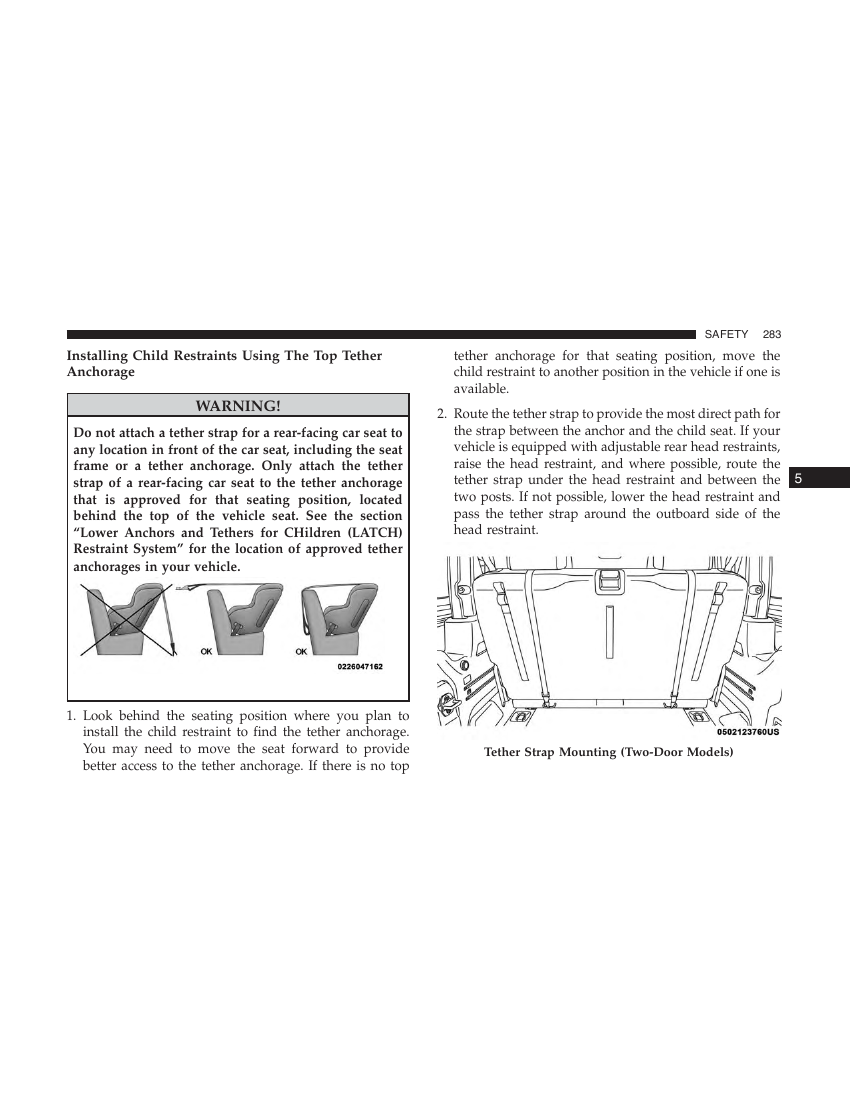 SAFETY 283
Installing Child Restraints Using The Top Tether
Anchorage
WARNING!
Do not attach a tether strap for a rear-facing car seat to
any location in front of the car seat, including the seat
frame or a tether anchorage. Only attach the tether
strap of a rear-facing car seat to the tether anchorage
that is approved for that seating position, located
behind the top of the vehicle seat. See the section
“Lower Anchors and Tethers for CHildren (LATCH)
Restraint System” for the location of approved tether
anchorages in your vehicle.
OK OK
0226047162
1. Look behind the seating position where you plan to
install the child restraint to find the tether anchorage.
You may need to move the seat forward to provide
better access to the tether anchorage. If there is no top
tether anchorage for that seating position, move the
child restraint to another position in the vehicle if one is
available.
2. Route the tether strap to provide the most direct path for
the strap between the anchor and the child seat. If your
vehicle is equipped with adjustable rear head restraints,
raise the head restraint, and where possible, route the
tether strap under the head restraint and between the
two posts. If not possible, lower the head restraint and
pass the tether strap around the outboard side of the
head restraint.
0502123760US
Tether Strap Mounting (Two-Door Models)
5